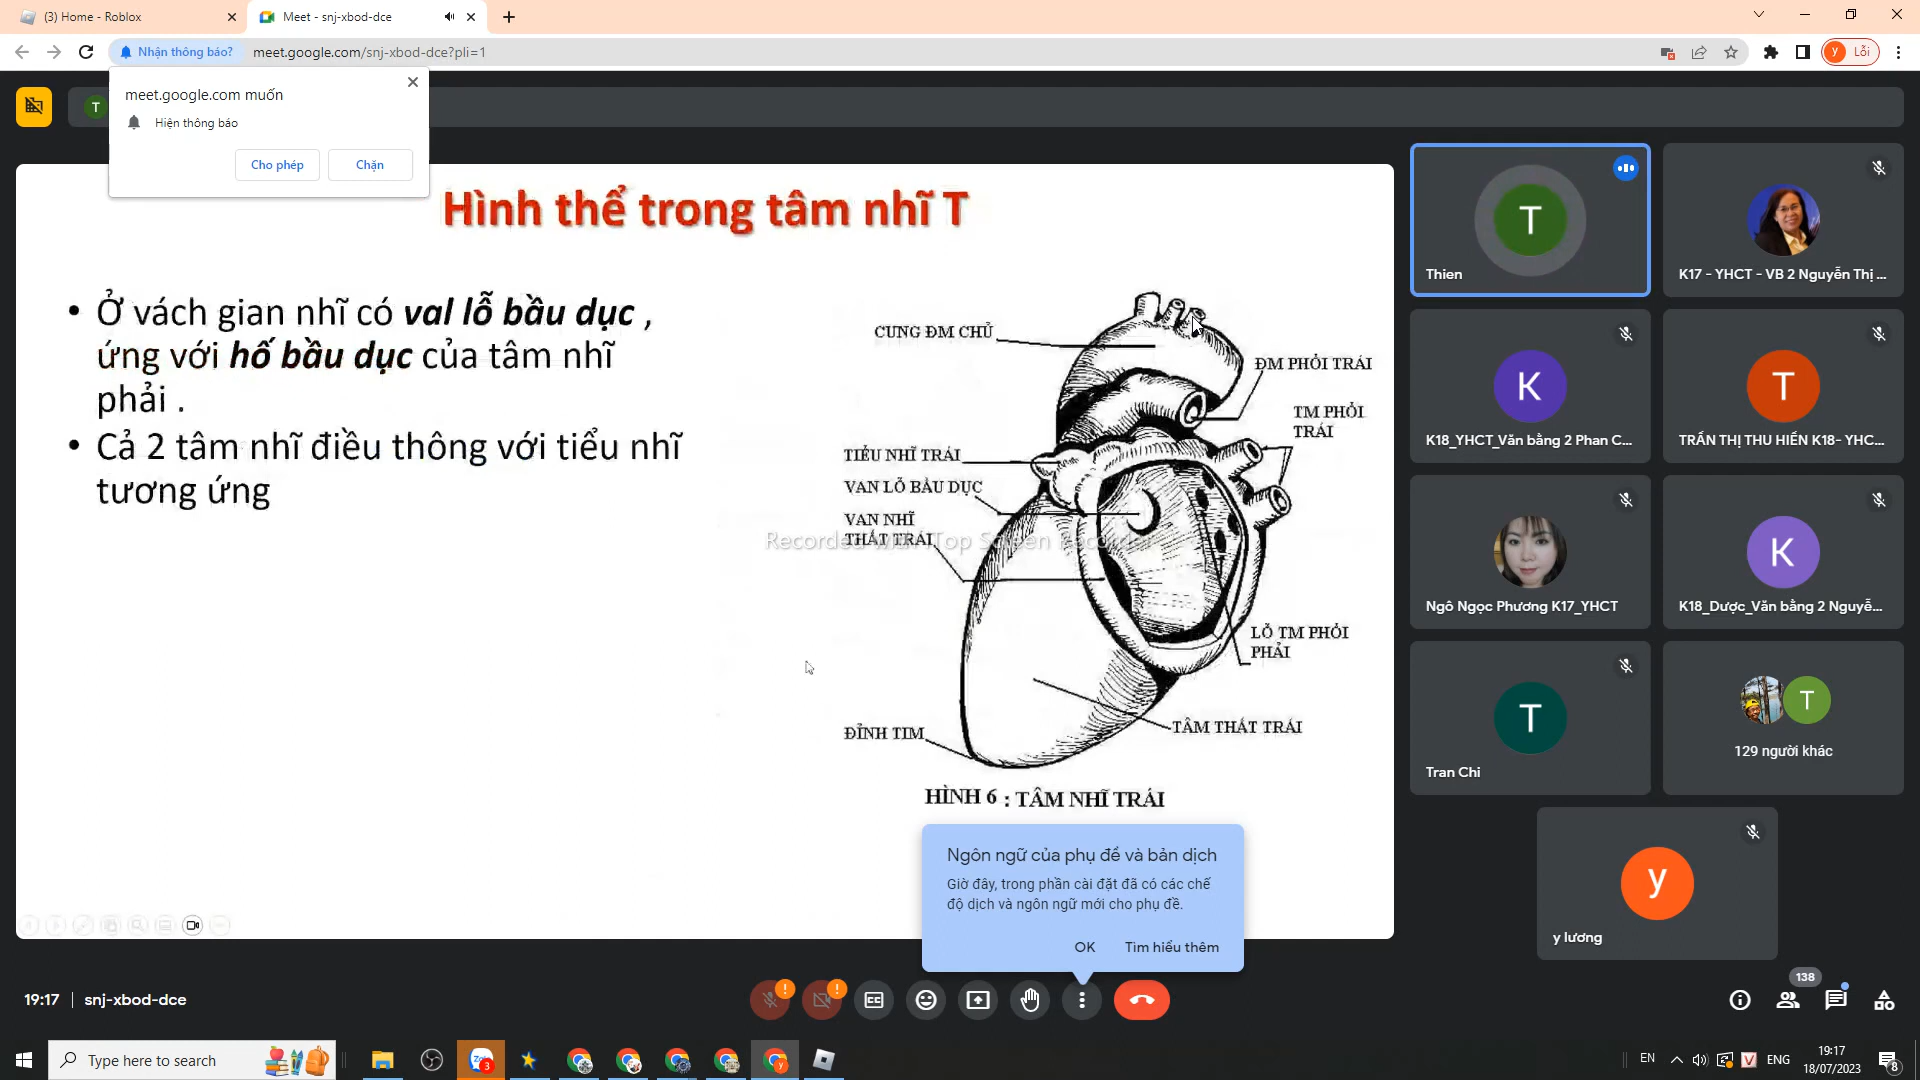 (3) Home - Roblox
Meet - snj-xbod-dce
Nhận thông báo?
meet.google.com/snj-xbod-dce?pli=1
y
Lỗi
meet.google.com muốn
Hiện thông báo
Cho phép
Chặn
T
Hình thể trong tâm nhĩ T
• Ở vách gian nhĩ có val lỗ bầu dục ,
ứng với hố bầu dục của tâm nhĩ
phải .
• Cả 2 tâm nhĩ điều thông với tiểu nhĩ
tương ứng
CUNG ĐM CHỦ
ĐM PHỔI TRÁI
TM PHỔI
TRÁI
TIỂU NHĨ TRÁI
VAN LỖ BẦU DỤC
VAN NHĨ
THẤT TRÁI
LỖ TM PHỔI
PHẢI
TÂM THẤT TRÁI
ĐỈNH TIM
HÌNH 6 : TÂM NHĨ TRÁI
Recorded with Top Screen Recorder
T
Thien
K17 - YHCT - VB 2 Nguyễn Thị ...
K
K18_YHCT_Văn bằng 2 Phan C...
T
TRẦN THỊ THU HIỀN K18- YHC...
Ngô Ngọc Phương K17_YHCT
K
K18_Dược_Văn bằng 2 Nguyễ...
T
Tran Chi
T
129 người khác
y
y lương
Ngôn ngữ của phụ đề và bản dịch
Giờ đây, trong phần cài đặt đã có các chế
độ dịch và ngôn ngữ mới cho phụ đề.
OK
Tìm hiểu thêm
19:17
snj-xbod-dce
138
Type here to search
Zalo
3
y
EN
ENG
19:17
18/07/2023
8